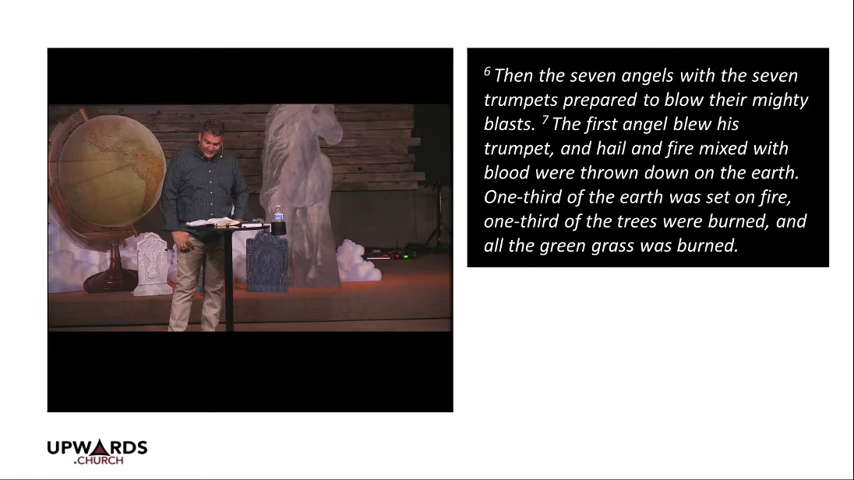 ⁶ Then the seven angels with the seven
trumpets prepared to blow their mighty
blasts. ⁷ The first angel blew his
trumpet, and hail and fire mixed with
blood were thrown down on the earth.
One-third of the earth was set on fire,
one-third of the trees were burned, and
all the green grass was burned.
UPWARDS
.CHURCH